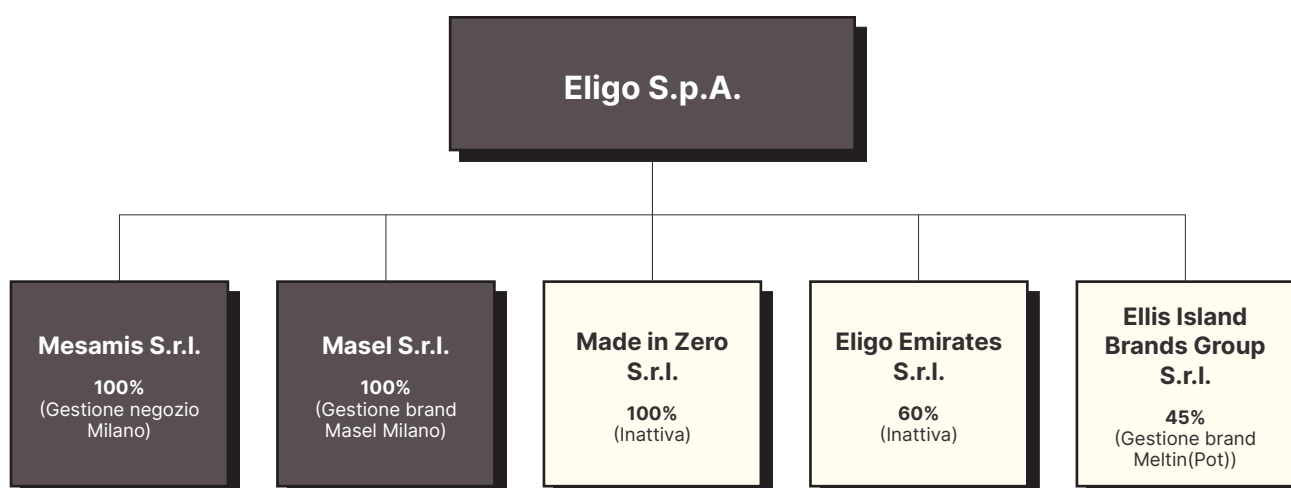 Eligo S.p.A.
Mesamis S.r.l.
100%
(Gestione negozio
Milano)
Masel S.r.l.
100%
(Gestione brand
Masel Milano)
Made in Zero
S.r.l.
100%
(Inattiva)
Eligo Emirates
S.r.l.
60%
(Inattiva)
Ellis Island
Brands Group
S.r.l.
45%
(Gestione brand
Meltin(Pot))